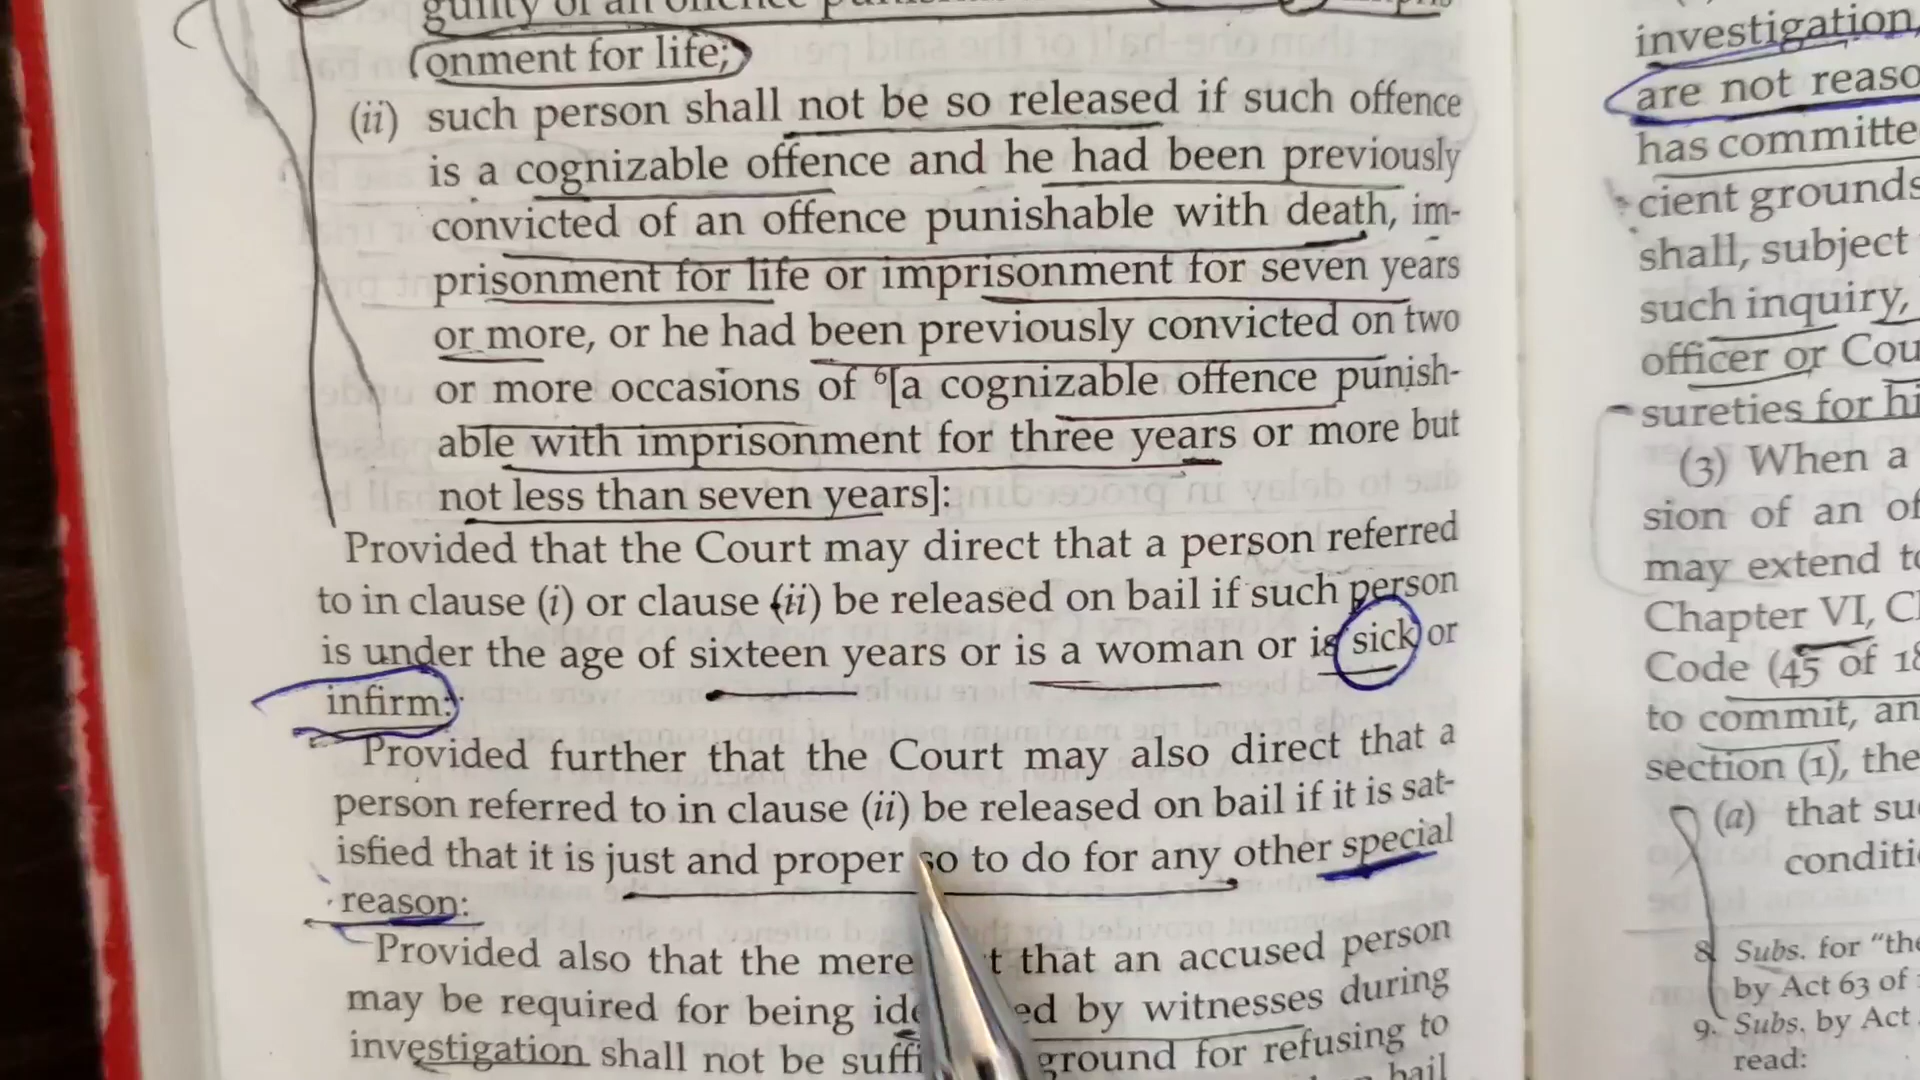 guilty of an offence
onment for life;
(ii) such person shall not be so released if such offence
is a cognizable offence and he had been previously
convicted of an offence punishable with death, im-
prisonment for life or imprisonment for seven years
or more, or he had been previously convicted on two
or more occasions of ⁶[a cognizable offence punish-
able with imprisonment for three years or more but
not less than seven years]:
Provided that the Court may direct that a person referred
to in clause (i) or clause (ii) be released on bail if such person
is under the age of sixteen years or is a woman or is sick or
infirm:
Provided further that the Court may also direct that a
person referred to in clause (ii) be released on bail if it is sat-
isfied that it is just and proper so to do for any other special
reason:
Provided also that the mere t that an accused person
may be required for being ide ed by witnesses during
investigation shall not be suffi ground for refusing to
bail
investigation,
are not reaso
has committe
cient grounds
shall, subject
such inquiry,
officer or Cou
sureties for hi
(3) When a
sion of an of
may extend to
Chapter VI, C
Code (45 of 18
to commit, an
section (1), the
(a) that su
conditi
8. Subs. for "the
by Act 63 of
9. Subs. by Act
read: